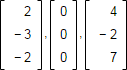 [2, -3, -2], [0, 0, 0], [4, -2, 7]